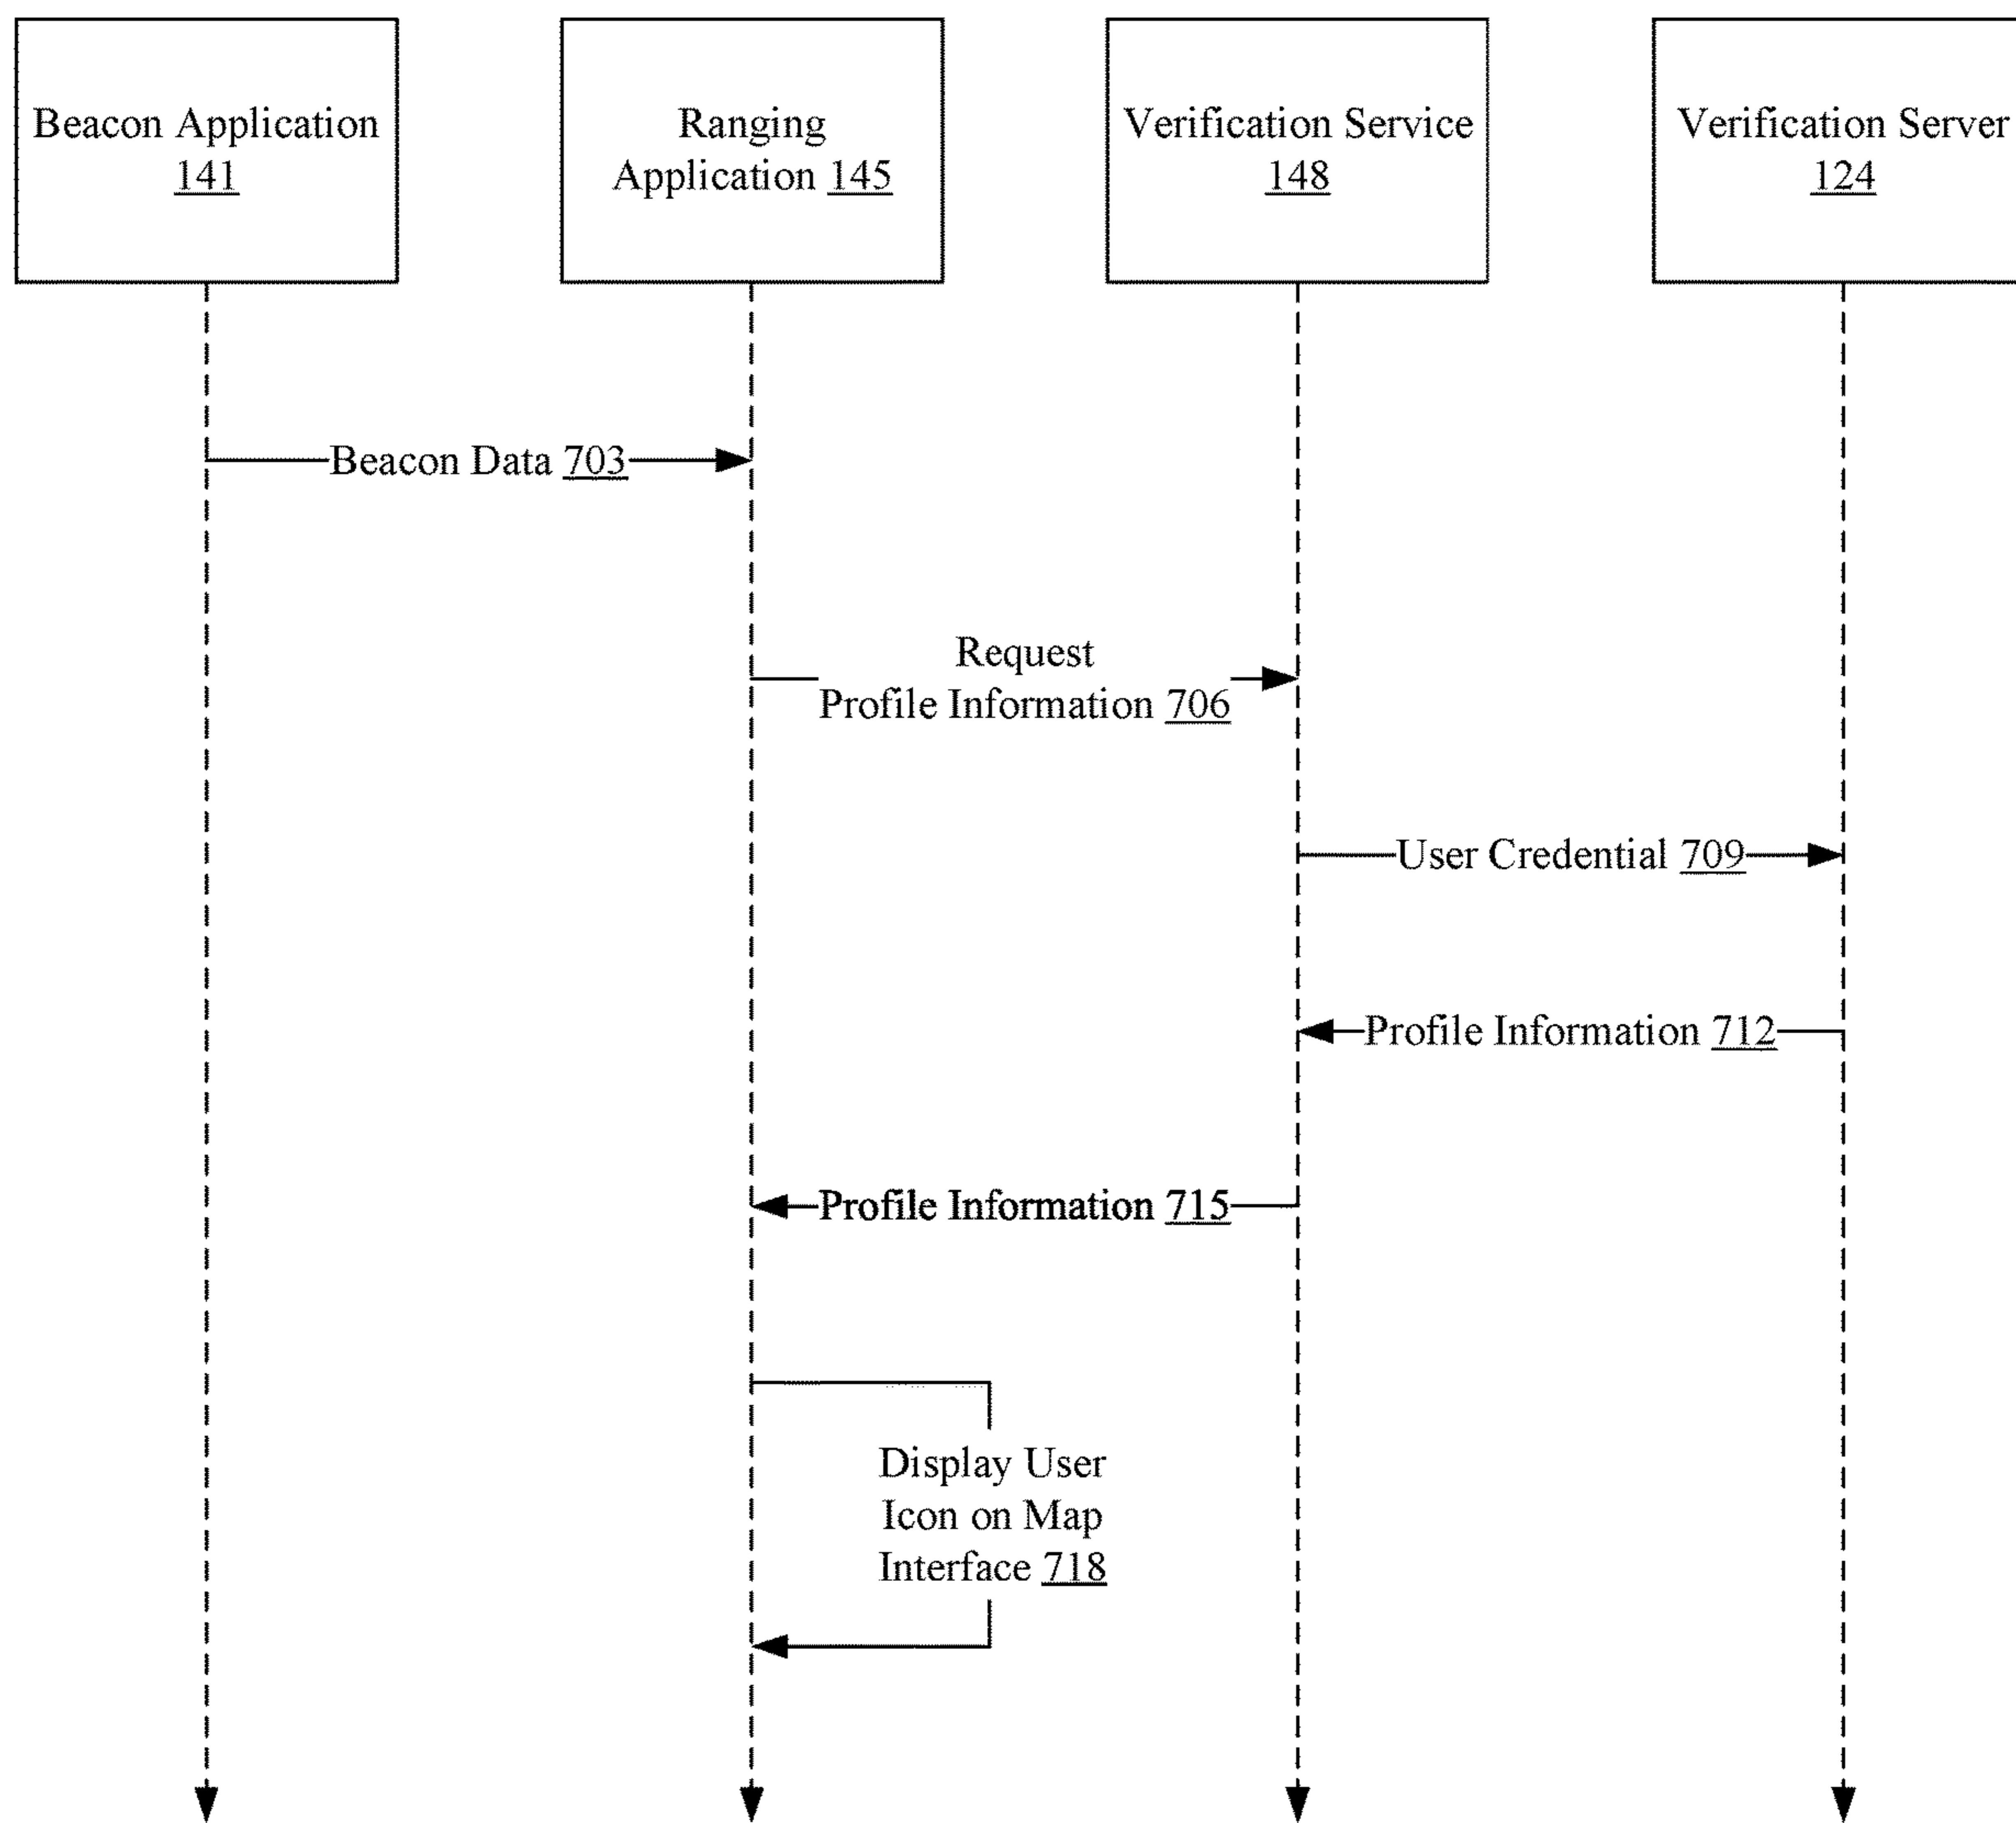 Beacon Application
141
Ranging
Application 145
Verification Service
148
Verification Server
124
Beacon Data 703
Request
Profile Information 706
User Credential 709
Profile Information 712
Profile Information 715
Display User
Icon on Map
Interface 718